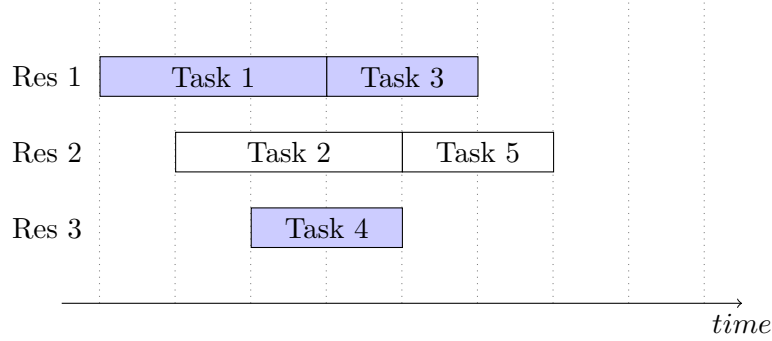 Res 1 Task 1 Task 3
Res 2 Task 2 Task 5
Res 3 Task 4
time